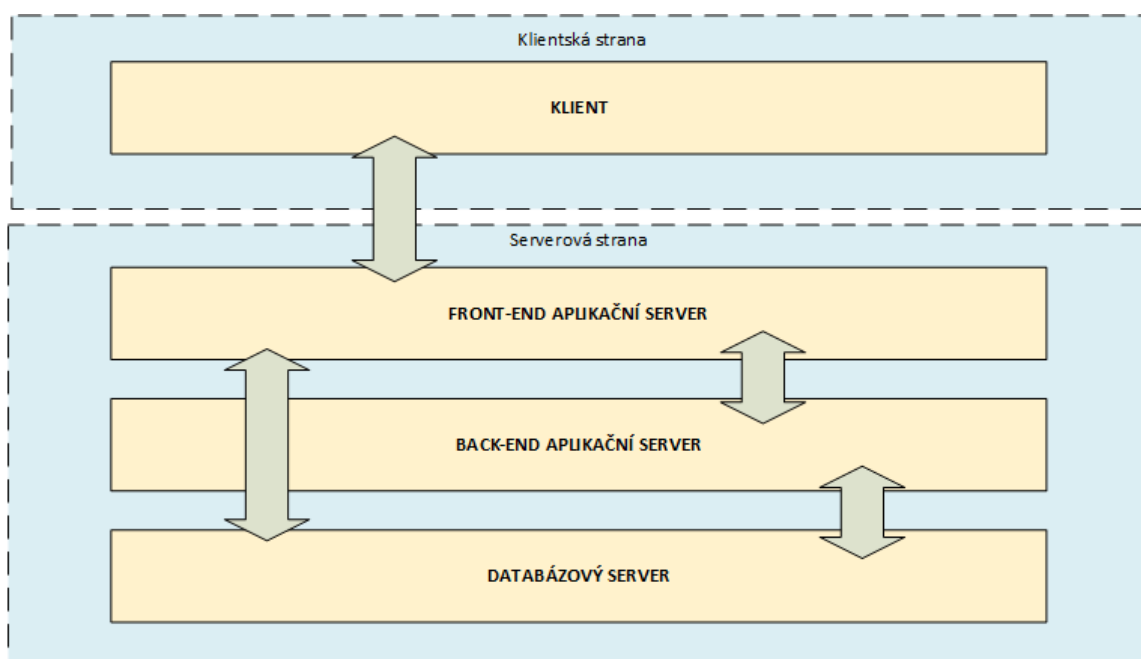 Klientská strana
KLIENT
Serverová strana
FRONT-END APLIKAČNÍ SERVER
BACK-END APLIKAČNÍ SERVER
DATABÁZOVÝ SERVER